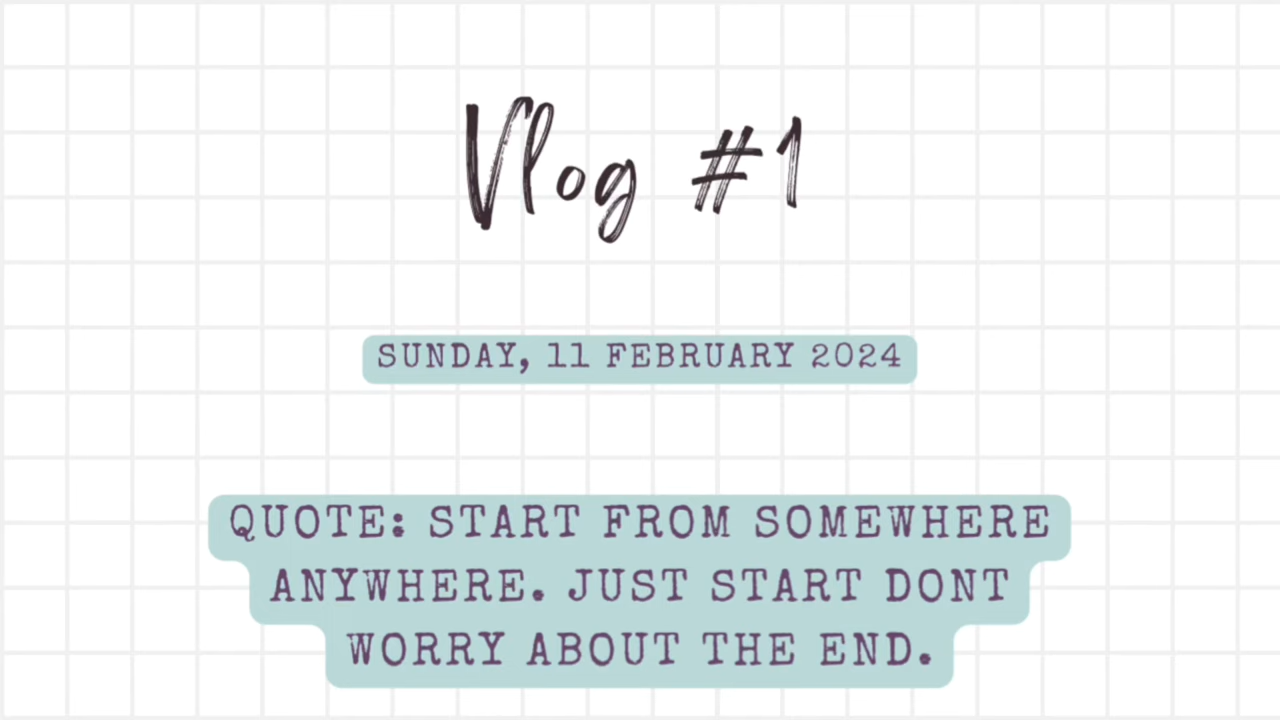 Vlog #1
SUNDAY, 11 FEBRUARY 2024
QUOTE: START FROM SOMEWHERE
ANYWHERE. JUST START DONT
WORRY ABOUT THE END.